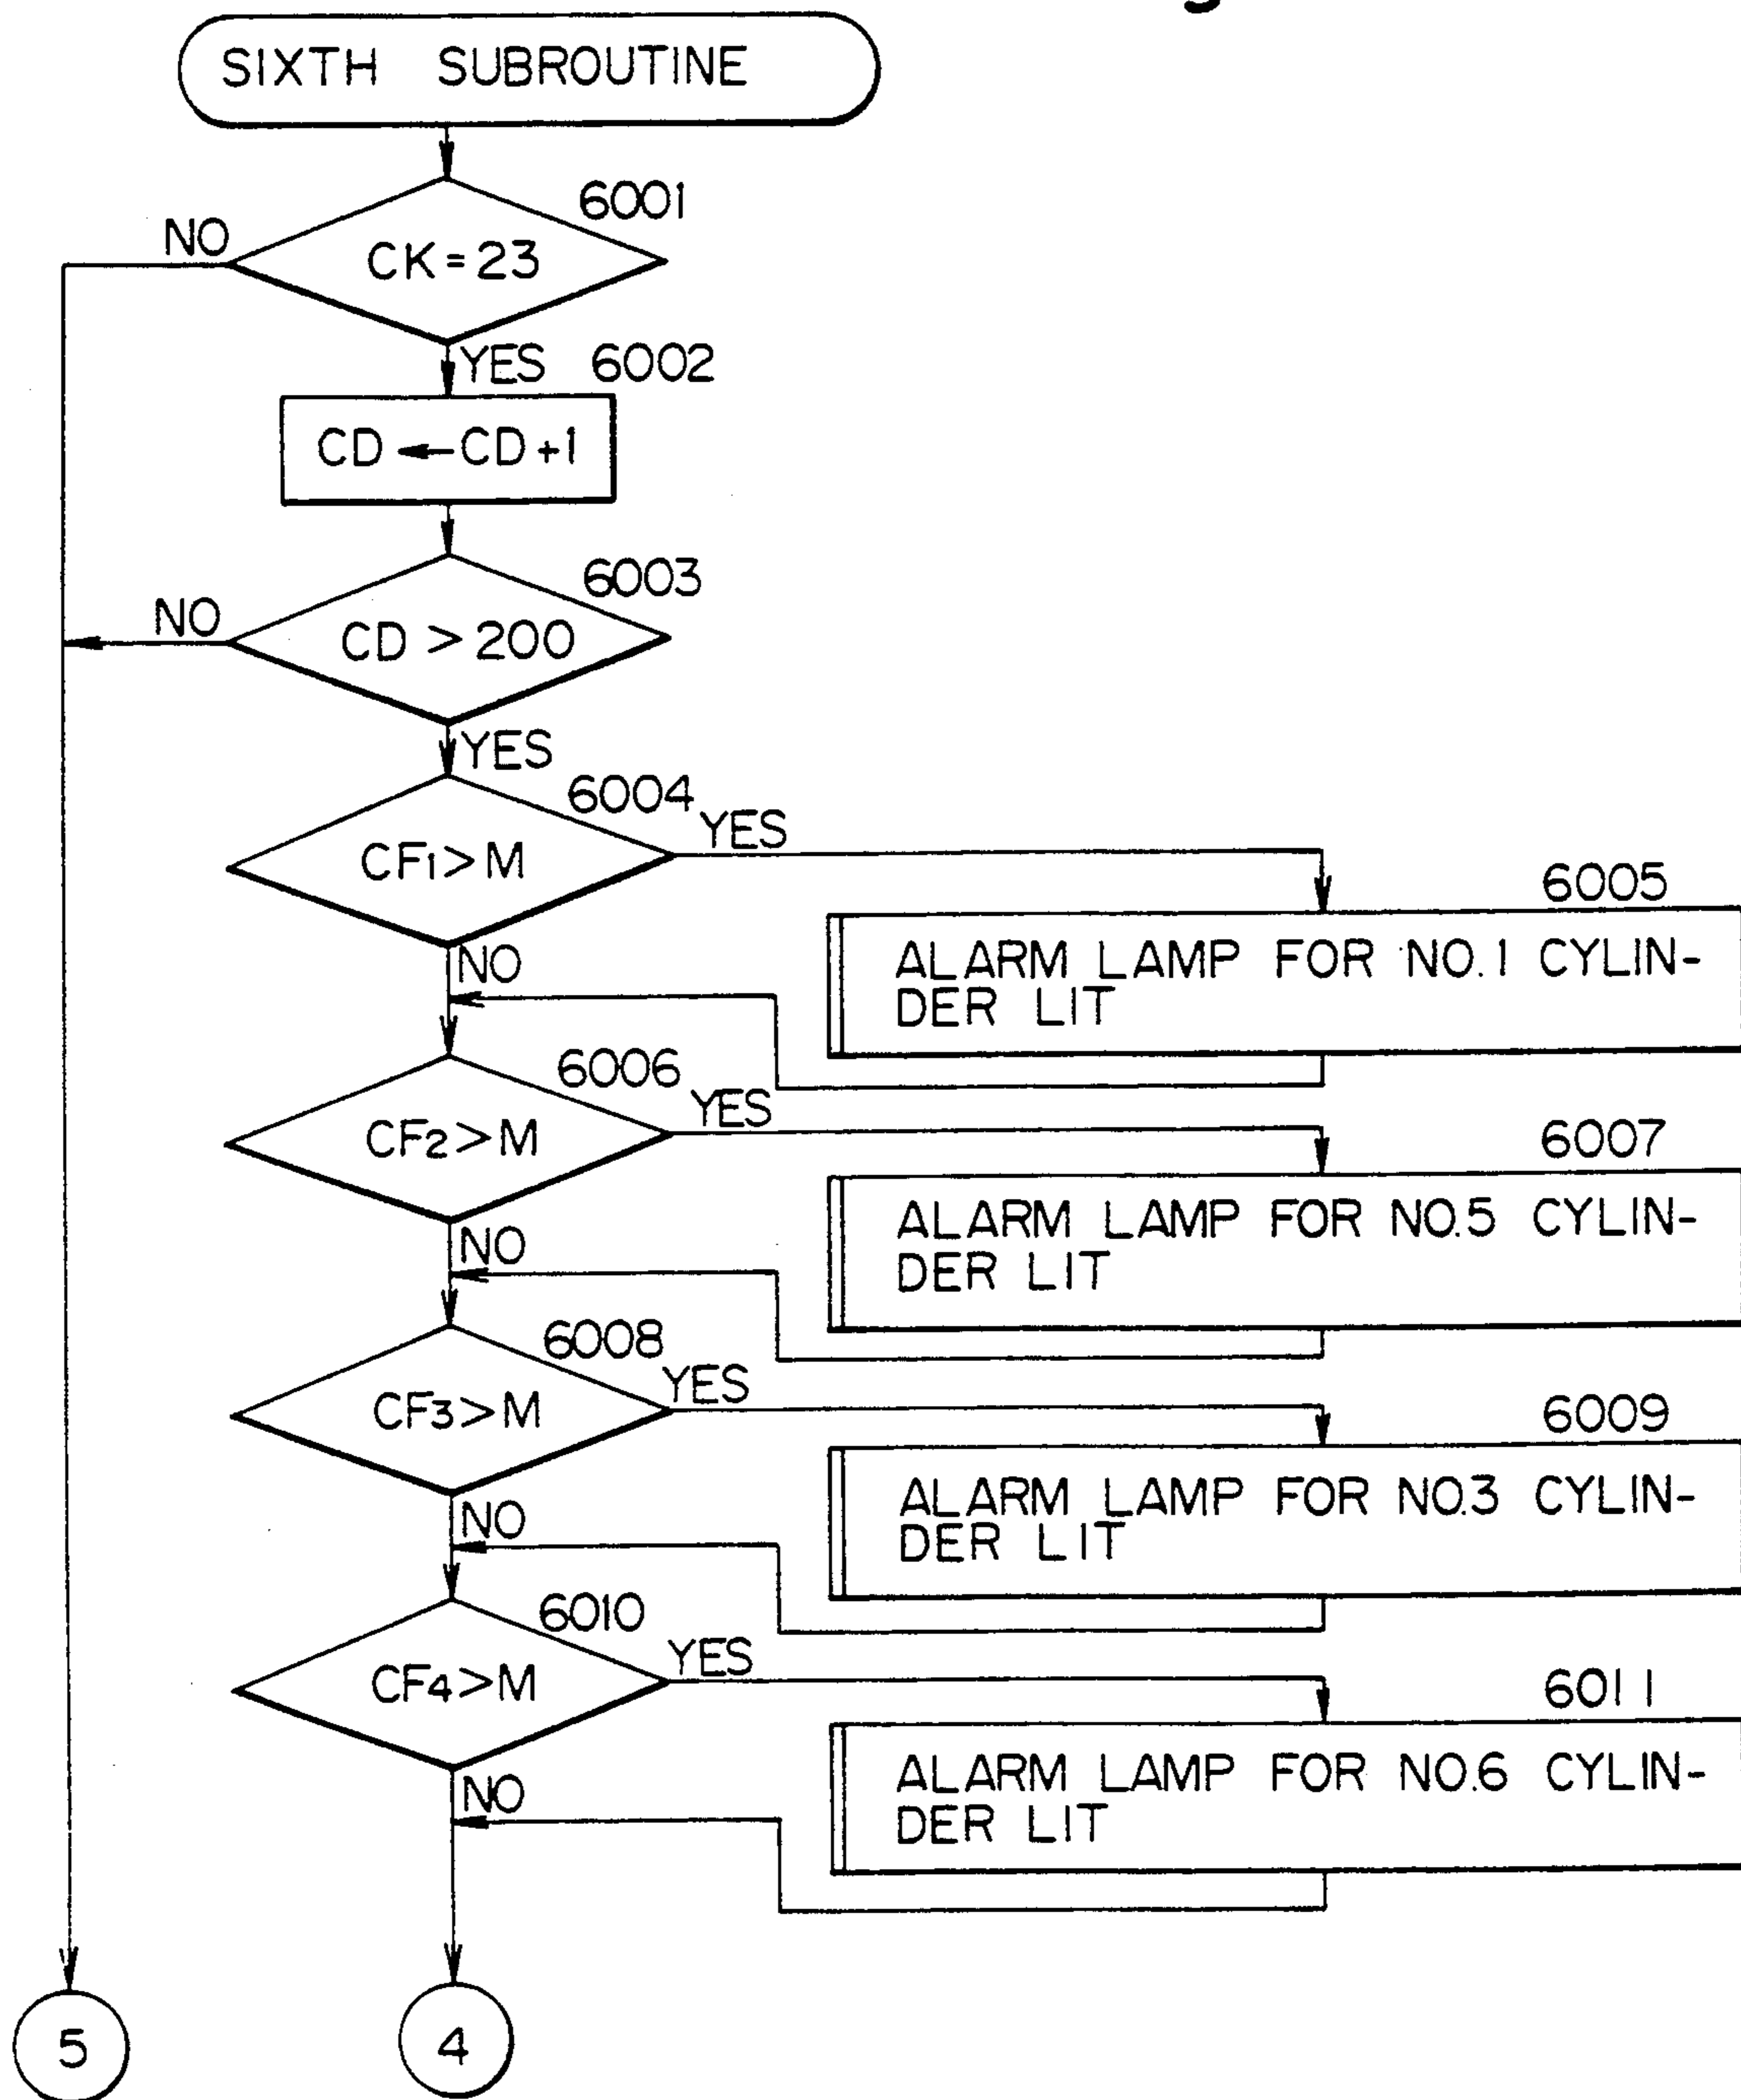 SIXTH SUBROUTINE
6001
NO
CK=23
YES 6002
CD ← CD+1
6003
NO
CD > 200
YES
6004
YES
CF1>M
6005
ALARM LAMP FOR NO.1 CYLIN-
DER LIT
NO
6006
YES
CF2>M
6007
ALARM LAMP FOR NO.5 CYLIN-
DER LIT
NO
6008
YES
CF3>M
6009
ALARM LAMP FOR NO.3 CYLIN-
DER LIT
NO
6010
YES
CF4>M
6011
ALARM LAMP FOR NO.6 CYLIN-
DER LIT
NO
5
4